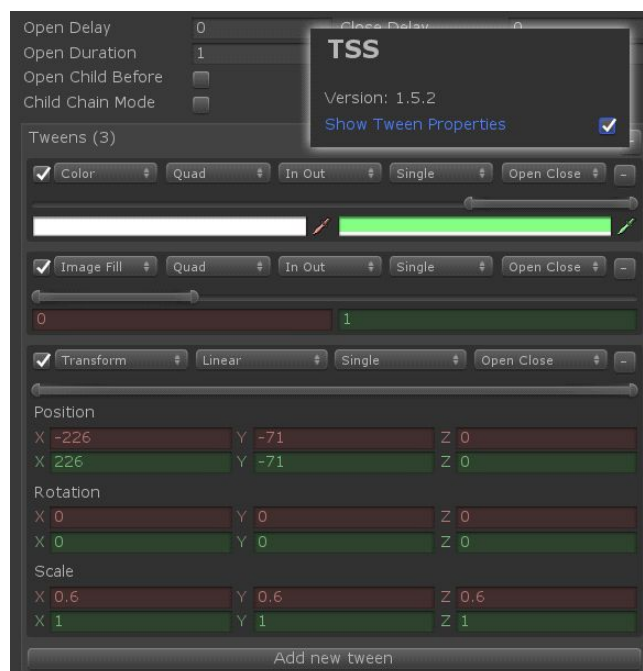 Open Delay 0 Close Delay 0
Open Duration 1
Open Child Before
Child Chain Mode
TSS
Version: 1.5.2
Show Tween Properties
Tweens (3)
Color Quad In Out Single Open Close -
Image Fill Quad In Out Single Open Close -
0 1
Transform Linear Single Open Close -
Position
X -226 Y -71 Z 0
X 226 Y -71 Z 0
Rotation
X 0 Y 0 Z 0
X 0 Y 0 Z 0
Scale
X 0.6 Y 0.6 Z 0.6
X 1 Y 1 Z 1
Add new tween